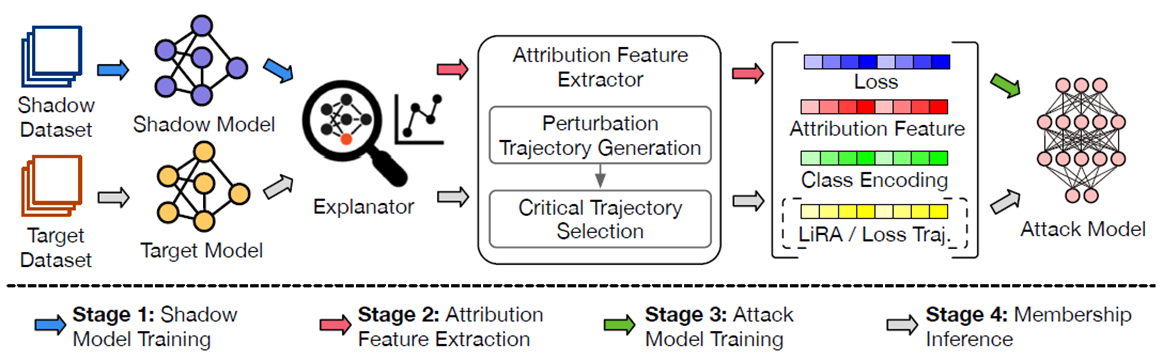 Shadow
Dataset
Shadow Model
Target
Dataset
Target Model
Explanator
Attribution Feature
Extractor
Perturbation
Trajectory Generation
Critical Trajectory
Selection
Loss
Attribution Feature
Class Encoding
LiRA / Loss Traj.
Attack Model
Stage 1: Shadow
Model Training
Stage 2: Attribution
Feature Extraction
Stage 3: Attack
Model Training
Stage 4: Membership
Inference